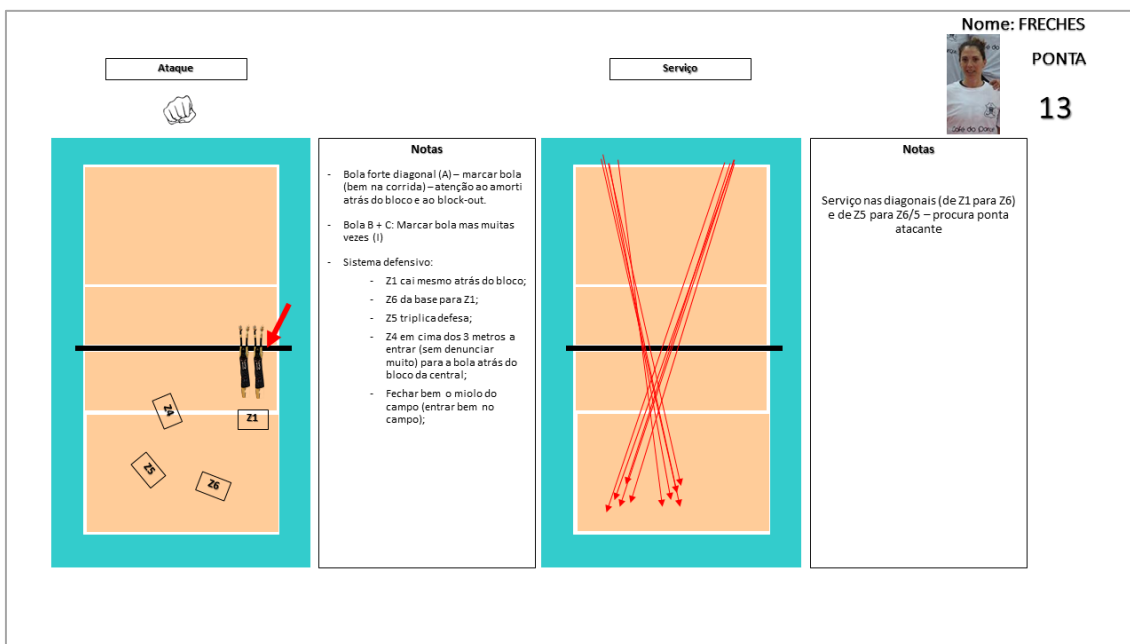 Nome: FRECHES
PONTA
13
Ataque
Serviço
Notas
- Bola forte diagonal (A) – marcar bola
(bem na corrida) – atenção ao amorti
atrás do bloco e ao block-out.
- Bola B + C: Marcar bola mas muitas
vezes (I)
- Sistema defensivo:
- Z1 cai mesmo atrás do bloco;
- Z6 da base para Z1;
- Z5 triplica defesa;
- Z4 em cima dos 3 metros a
entrar (sem denunciar
muito) para a bola atrás do
bloco da central;
- Fechar bem o miolo do
campo (entrar bem no
campo);
Z4
Z1
Z5
Z6
Notas
Serviço nas diagonais (de Z1 para Z6)
e de Z5 para Z6/5 – procura ponta
atacante